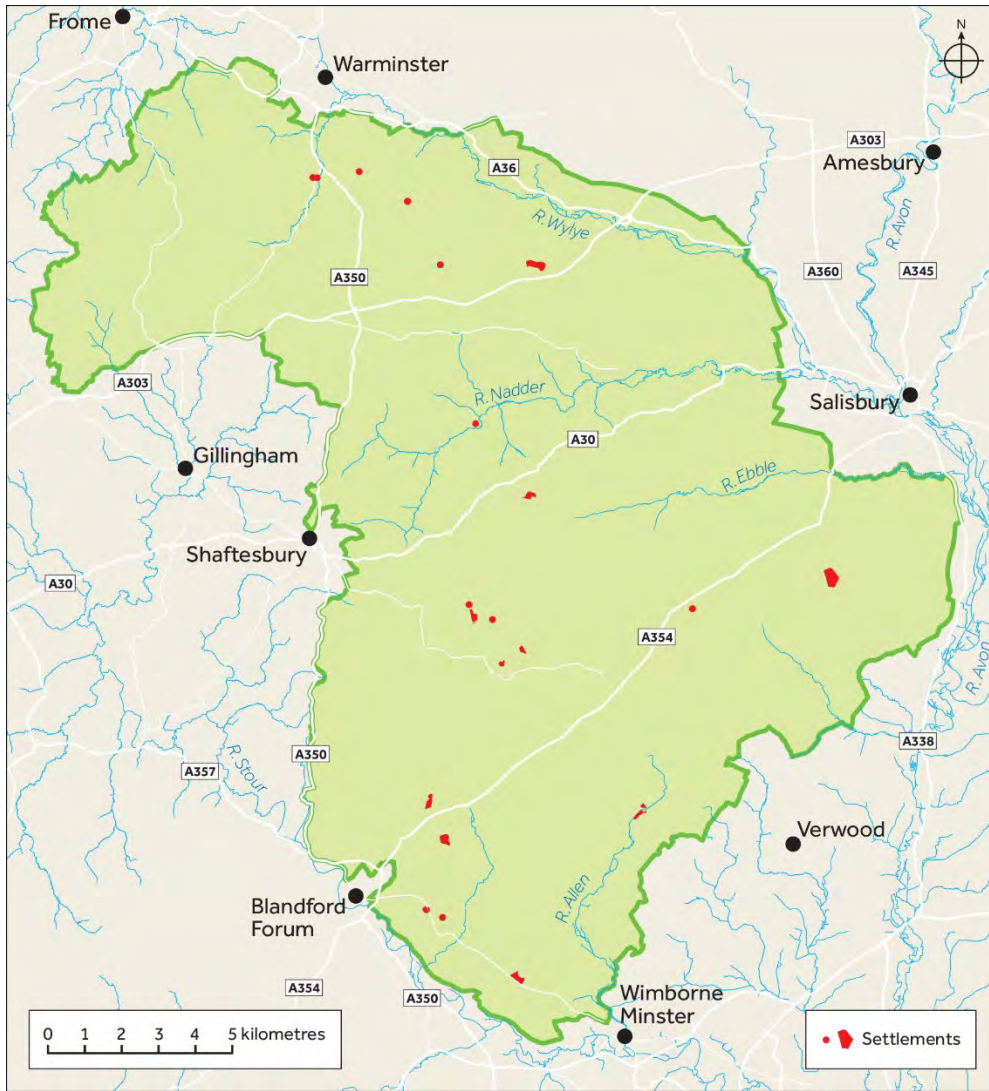 Frome
N
Warminster
A303
Amesbury
A36
R.Wylye
R.Avon
A350
A360
A345
A303
R.Nadder
Salisbury
A30
Gillingham
R.Ebble
Shaftesbury
A30
A354
R.Avon
A350
A338
A357
R.Stour
Verwood
R.Allen
Blandford
Forum
A354
A350
Wimborne
Minster
0 1 2 3 4 5 kilometres
Settlements